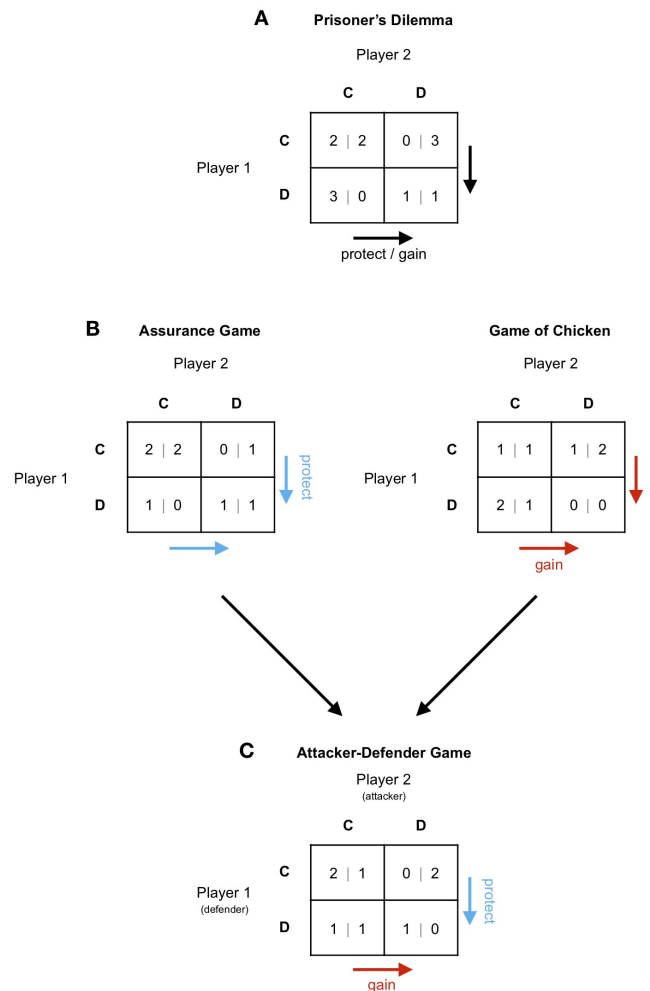 A Prisoner's Dilemma
Player 2
C D
C 2 | 2 0 | 3
Player 1
D 3 | 0 1 | 1
protect / gain
B Assurance Game
Player 2
C D
C 2 | 2 0 | 1
Player 1
D 1 | 0 1 | 1
protect
Game of Chicken
Player 2
C D
C 1 | 1 1 | 2
Player 1
D 2 | 1 0 | 0
gain
C Attacker-Defender Game
Player 2
(attacker)
C D
C 2 | 1 0 | 2
Player 1
(defender)
D 1 | 1 1 | 0
protect
gain